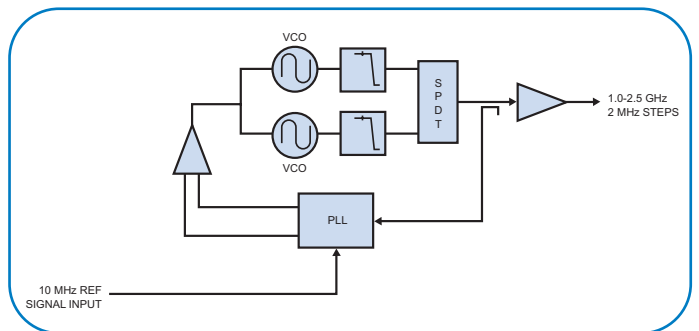 VCO
S
P
D
T
1.0-2.5 GHz
2 MHz STEPS
VCO
PLL
10 MHz REF
SIGNAL INPUT